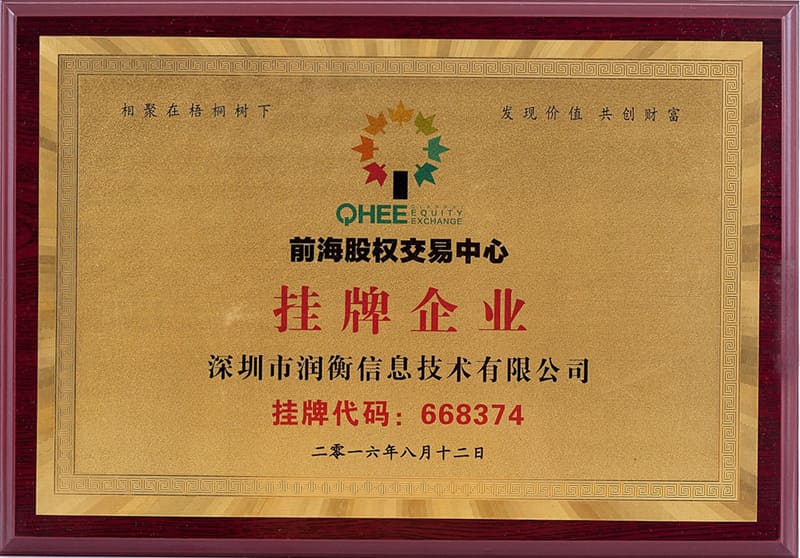 相聚在梧桐树下
发现价值 共创财富
QHEE QIANHAI EQUITY EXCHANGE
前海股权交易中心
挂牌企业
深圳市润衡信息技术有限公司
挂牌代码：668374
二零一六年八月十二日